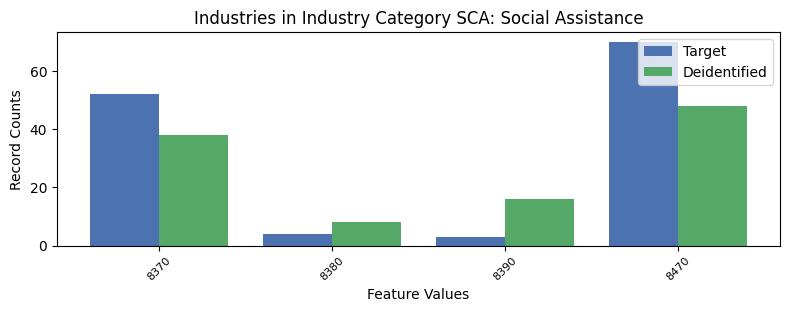 Industries in Industry Category SCA: Social Assistance
Target
Deidentified
Record Counts
60
40
20
0
8370
8380
8390
8470
Feature Values